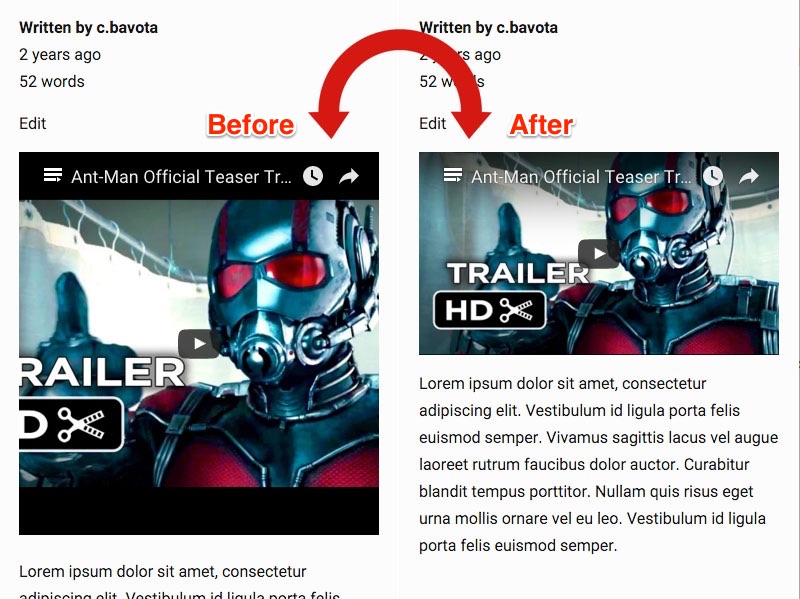 Written by c.bavota
2 years ago
52 words
Edit
Before
Ant-Man Official Teaser Tr...
RAILER
D
Lorem ipsum dolor sit amet, consectetur
adipiscing elit. Vestibulum id ligula porta felis
Written by c.bavota
2 years ago
52 words
Edit
After
Ant-Man Official Teaser Tr...
TRAILER
HD
Lorem ipsum dolor sit amet, consectetur
adipiscing elit. Vestibulum id ligula porta felis
euismod semper. Vivamus sagittis lacus vel augue
laoreet rutrum faucibus dolor auctor. Curabitur
blandit tempus porttitor. Nullam quis risus eget
urna mollis ornare vel eu leo. Vestibulum id ligula
porta felis euismod semper.